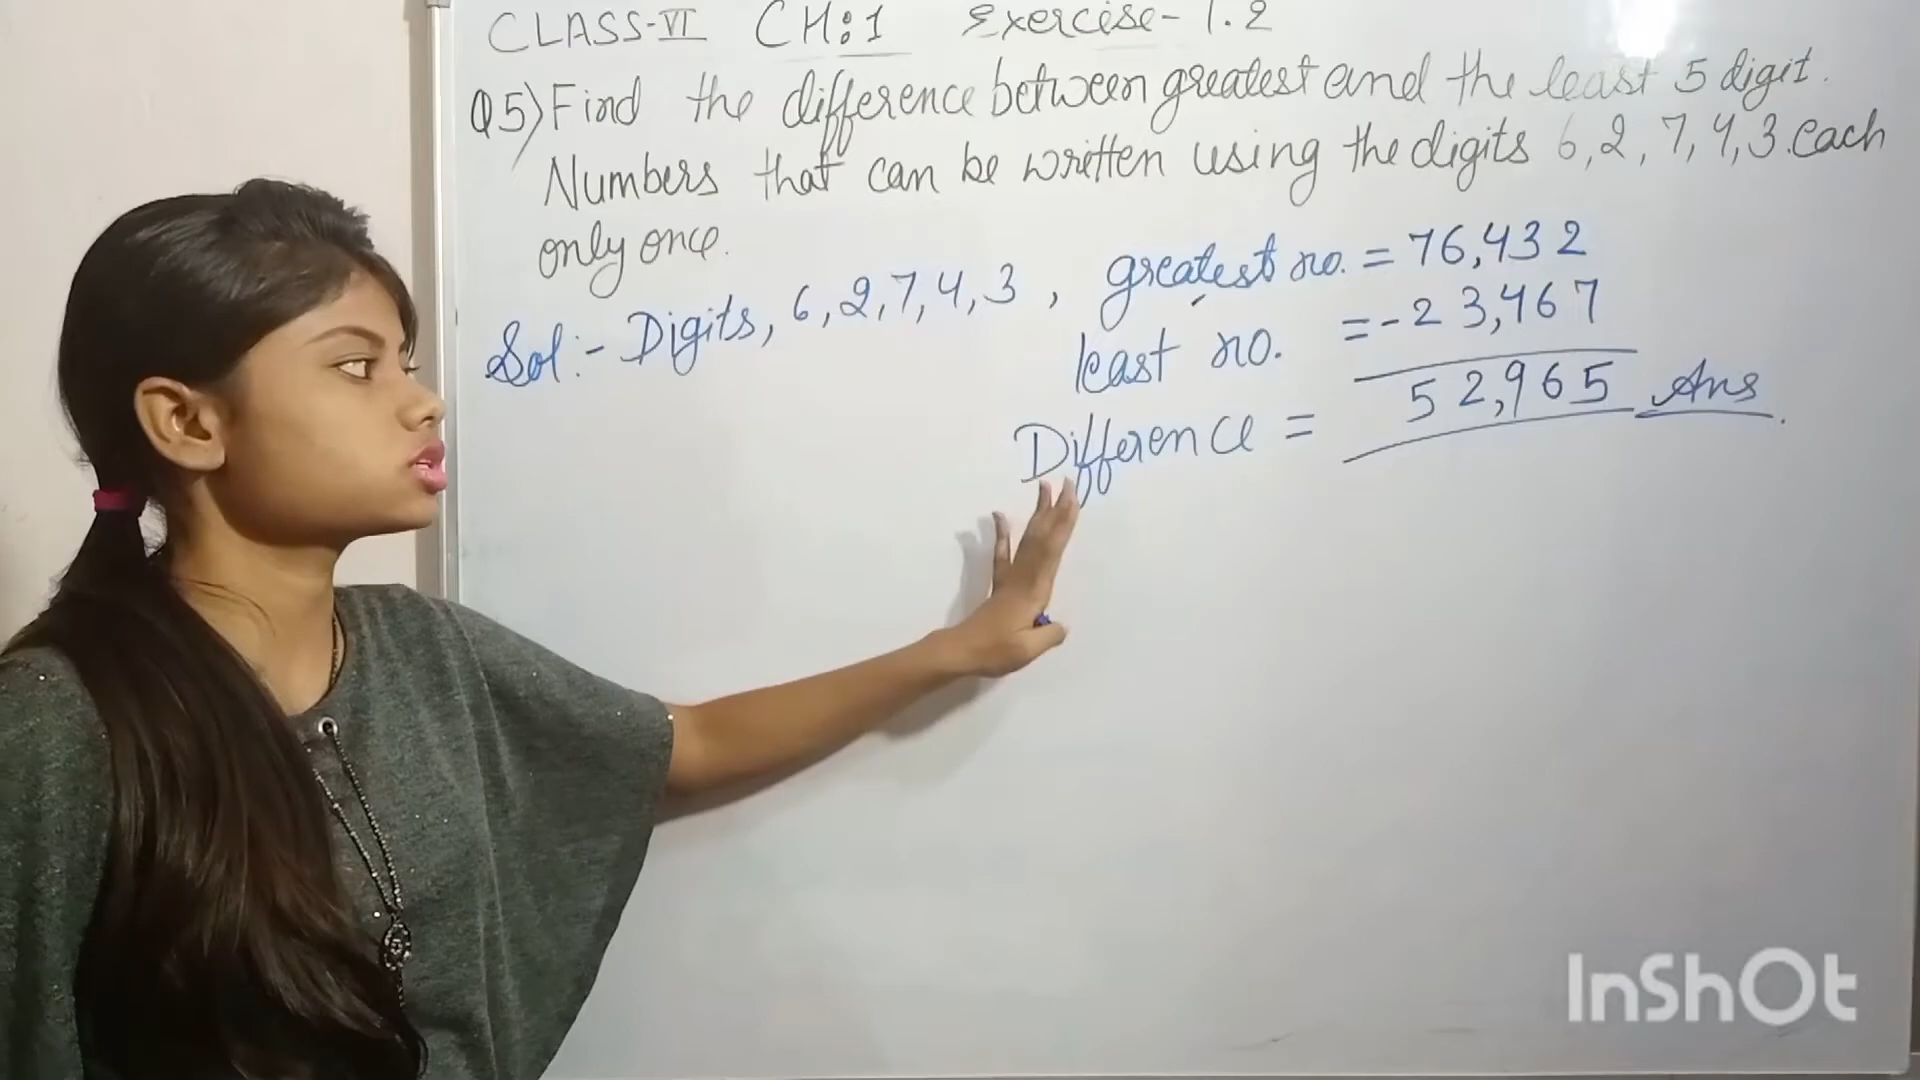 CLASS-VI CH:1 Exercise-1.2
Q5) Find the difference between greatest and the least 5 digit.
Numbers that can be written using the digits 6,2,7,4,3.each
only once.
Sol:- Digits, 6,2,7,4,3, greatest no. = 76,432
least no. = - 23,467
Difference = 52,965 Ans.
InShOt